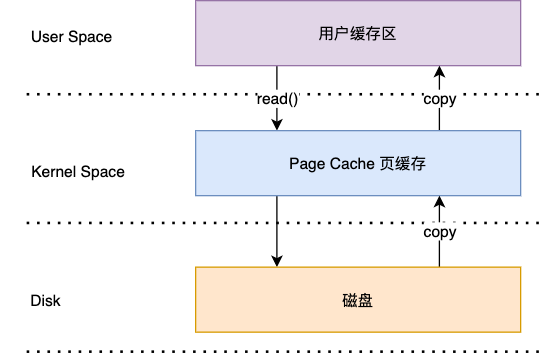 User Space
用户缓存区
read()
copy
Kernel Space
Page Cache 页缓存
copy
Disk
磁盘